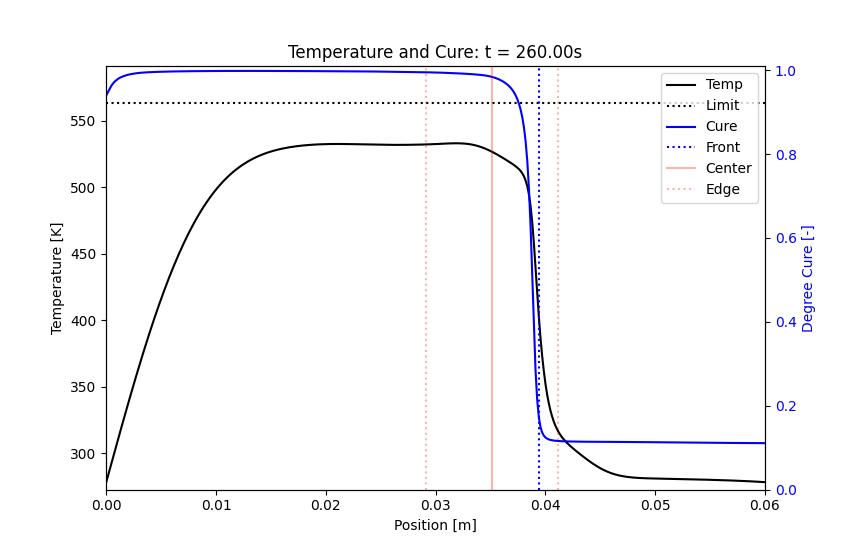 Temperature and Cure: t = 260.00s
Temperature [K]
550
500
450
400
350
300
Temp
Limit
Cure
Front
Center
Edge
1.0
0.8
0.6
0.4
0.2
0.0
Degree Cure [-]
0.00 0.01 0.02 0.03 0.04 0.05 0.06
Position [m]